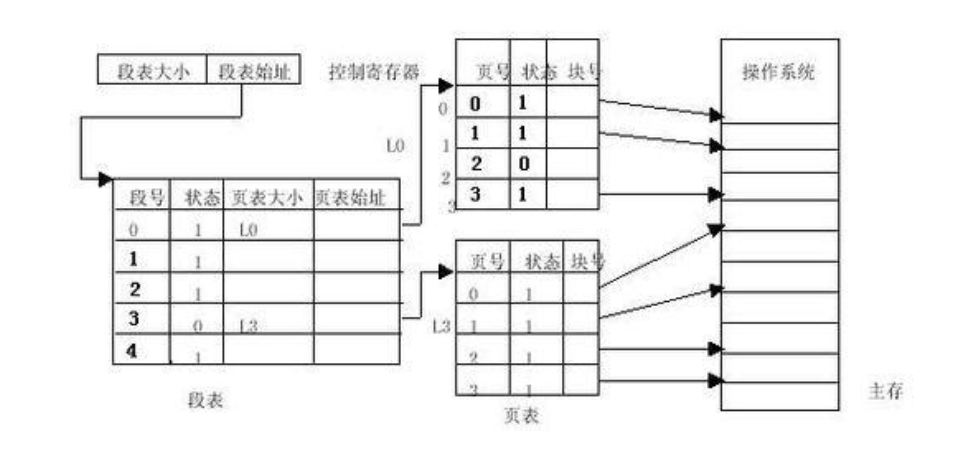 段表大小 段表始址 控制寄存器
页号 状态 块号
0 1
1 1
2 0
3 1
0
1
2
3
L0
操作系统
段号 状态 页表大小 页表始址
0 1 L0
1 1
2 1
3 0 L3
4 1
段表
页号 状态 块号
0 1
1 1
2 1
3 1
L3
页表
主存